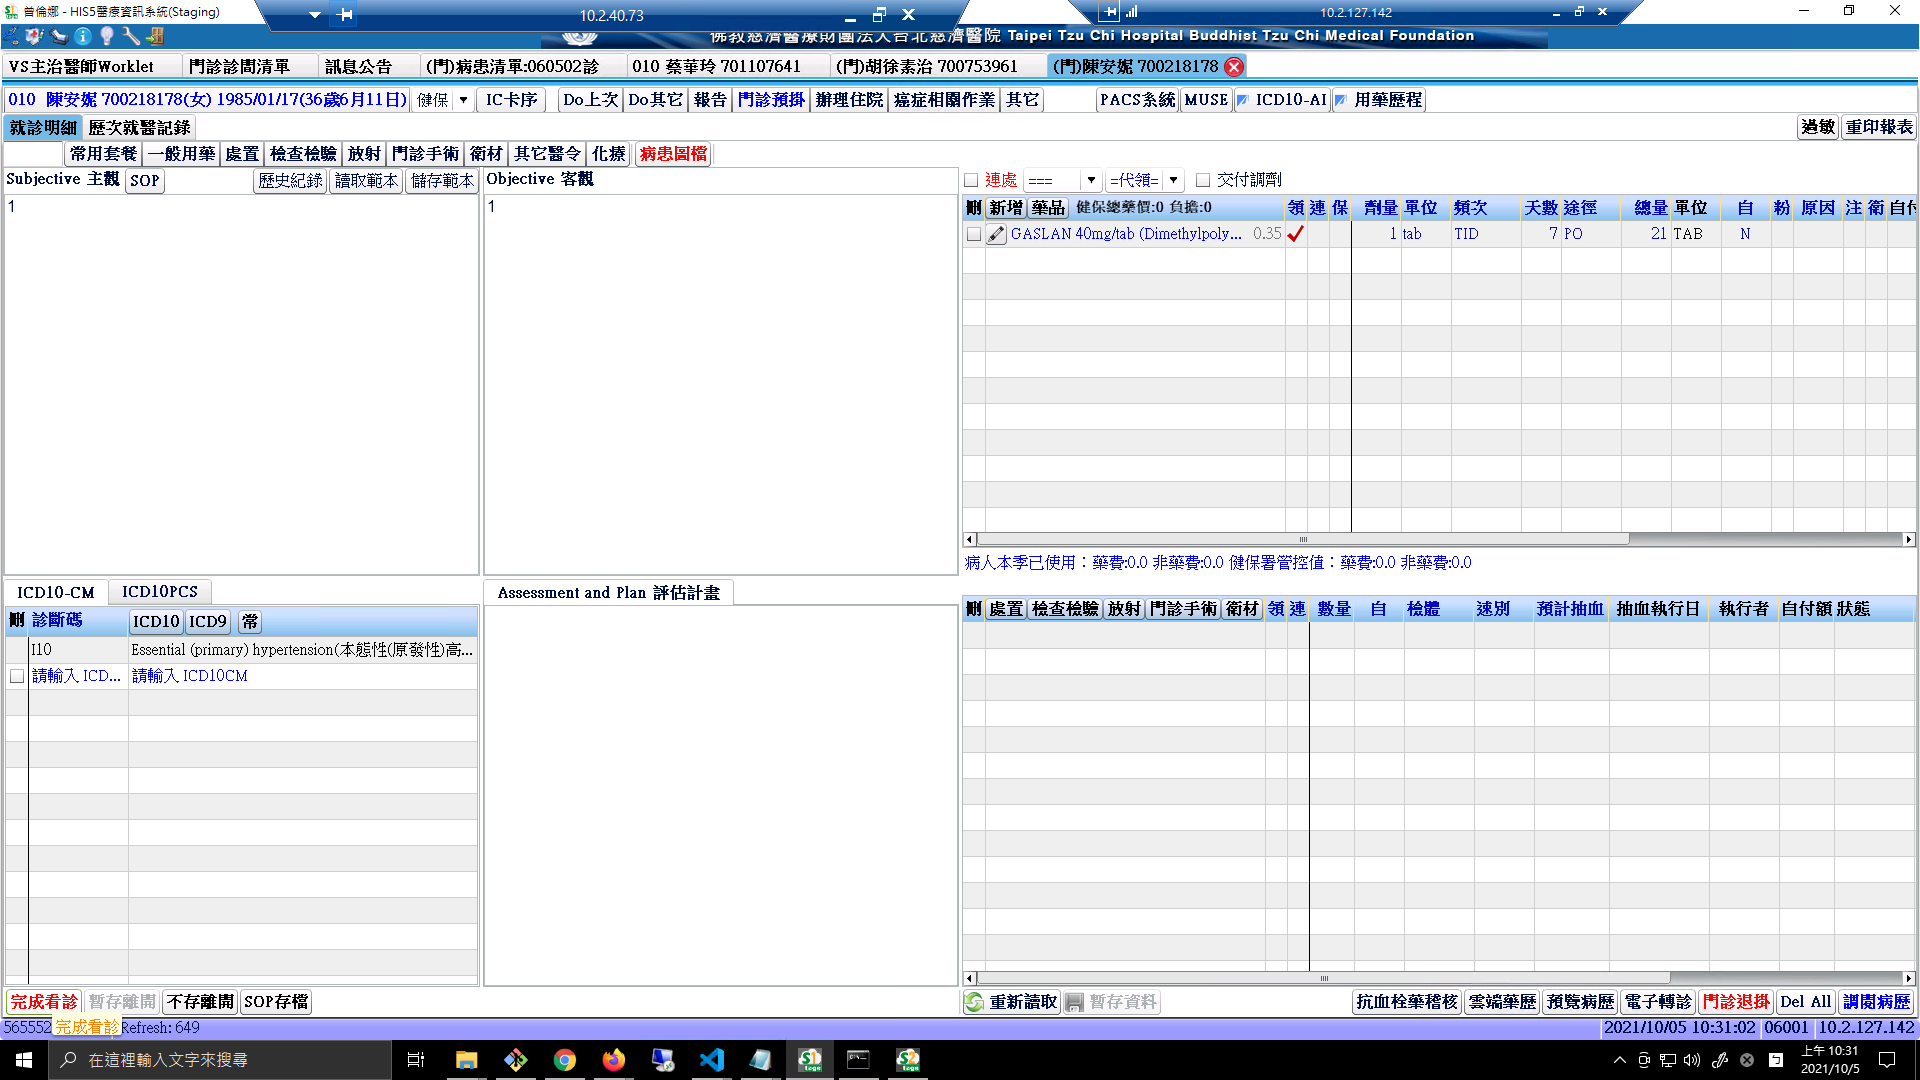 曾倫娜 - HIS5醫療資訊系統(Staging)
10.2.40.73
10.2.127.142
佛教慈濟醫療財團法人台北慈濟醫院 Taipei Tzu Chi Hospital Buddhist Tzu Chi Medical Foundation
VS主治醫師Worklet 門診診間清單 訊息公告 (門)病患清單:060502診 010 蔡華玲 701107641 (門)胡徐素治 700753961 (門)陳安妮 700218178
010 陳安妮 700218178(女) 1985/01/17(36歲6月11日) 健保 IC卡序 Do上次 Do其它 報告 門診預掛 辦理住院 癌症相關作業 其它 PACS系統 MUSE ICD10-AI 用藥歷程
就診明細 歷次就醫記錄 過敏 重印報表
常用套餐 一般用藥 處置 檢查檢驗 放射 門診手術 衛材 其它醫令 化療 病患圖檔
Subjective 主觀 SOP 歷史紀錄 讀取範本 儲存範本 Objective 客觀
連處 === =代領= 交付調劑
1 1
刪 新增 藥品 健保總藥價:0 負擔:0 領 連 保 劑量 單位 頻次 天數 途徑 總量 單位 自 粉 原因 注 衛 自付
GASLAN 40mg/tab (Dimethylpoly... 0.35 1 tab TID 7 PO 21 TAB N
病人本季已使用：藥費:0.0 非藥費:0.0 健保署管控值：藥費:0.0 非藥費:0.0
ICD10-CM ICD10PCS Assessment and Plan 評估計畫
刪 診斷碼 ICD10 ICD9 常
刪 處置 檢查檢驗 放射 門診手術 衛材 領 連 數量 自 檢體 速別 預計抽血 抽血執行日 執行者 自付額 狀態
I10 Essential (primary) hypertension(本態性(原發性)高...
請輸入 ICD... 請輸入 ICD10CM
完成看診 暫存離開 不存離開 SOP存檔 重新讀取 暫存資料 抗血栓藥稽核 雲端藥歷 預覽病歷 電子轉診 門診退掛 Del All 調閱病歷
565552 完成看診 Refresh: 649 2021/10/05 10:31:02 06001 10.2.127.142
在這裡輸入文字來搜尋
上午 10:31
2021/10/5